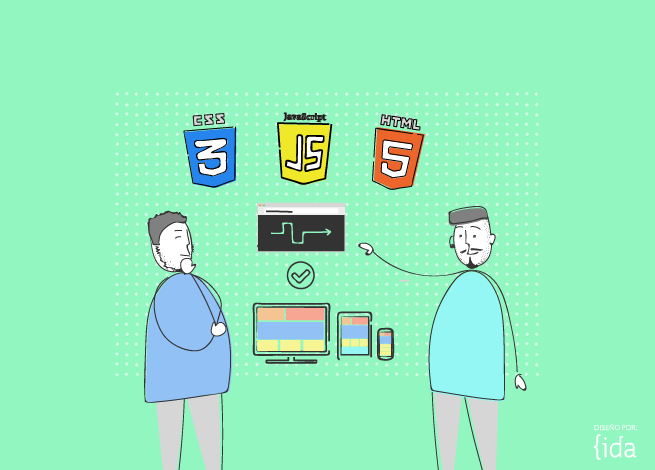 CSS
JavaScript
HTML
3
JS
5
DISEÑO POR:
{ida